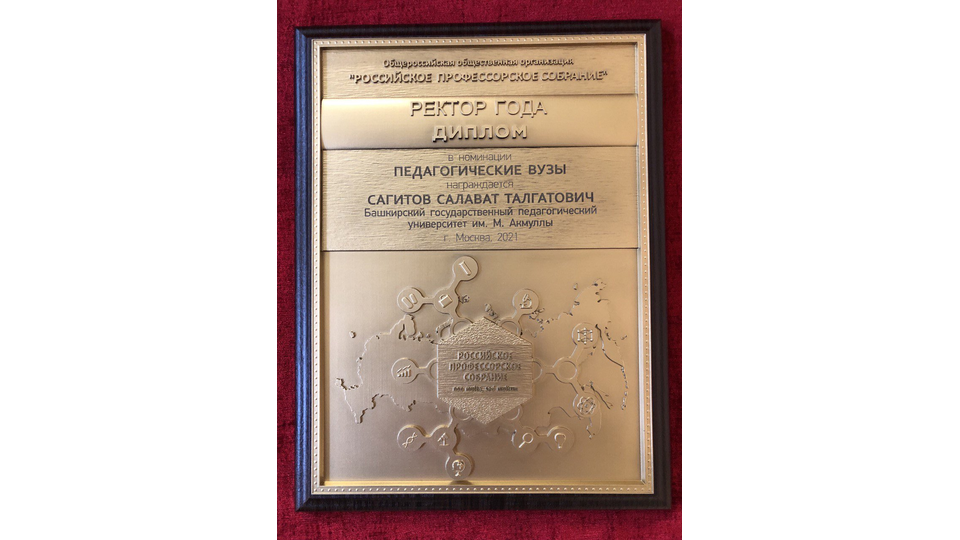 Общероссийская общественная организация
"РОССИЙСКОЕ ПРОФЕССОРСКОЕ СОБРАНИЕ"
РЕКТОР ГОДА
ДИПЛОМ
в номинации
ПЕДАГОГИЧЕСКИЕ ВУЗЫ
награждается
САГИТОВ САЛАВАТ ТАЛГАТОВИЧ
Башкирский государственный педагогический
университет им. М. Акмуллы
г. Москва, 2021
РОССИЙСКОЕ
ПРОФЕССОРСКОЕ
СОБРАНИЕ